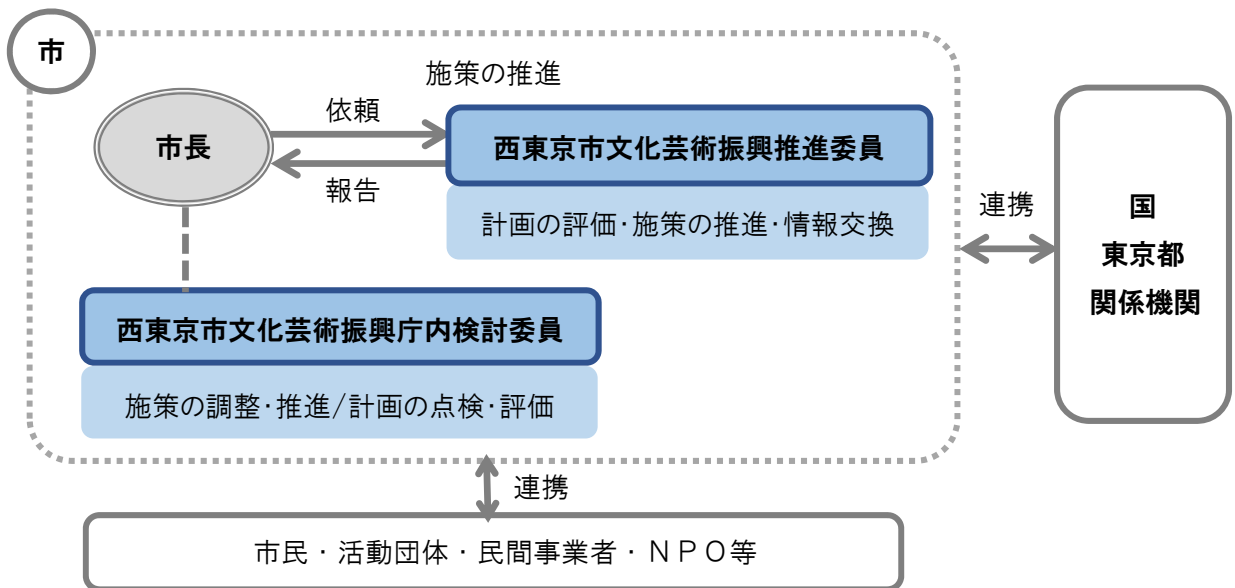 市
施策の推進
市長
依頼
報告
西東京市文化芸術振興推進委員
計画の評価・施策の推進・情報交換
連携
国
東京都
関係機関
西東京市文化芸術振興庁内検討委員
施策の調整・推進/計画の点検・評価
連携
市民・活動団体・民間事業者・ＮＰＯ等